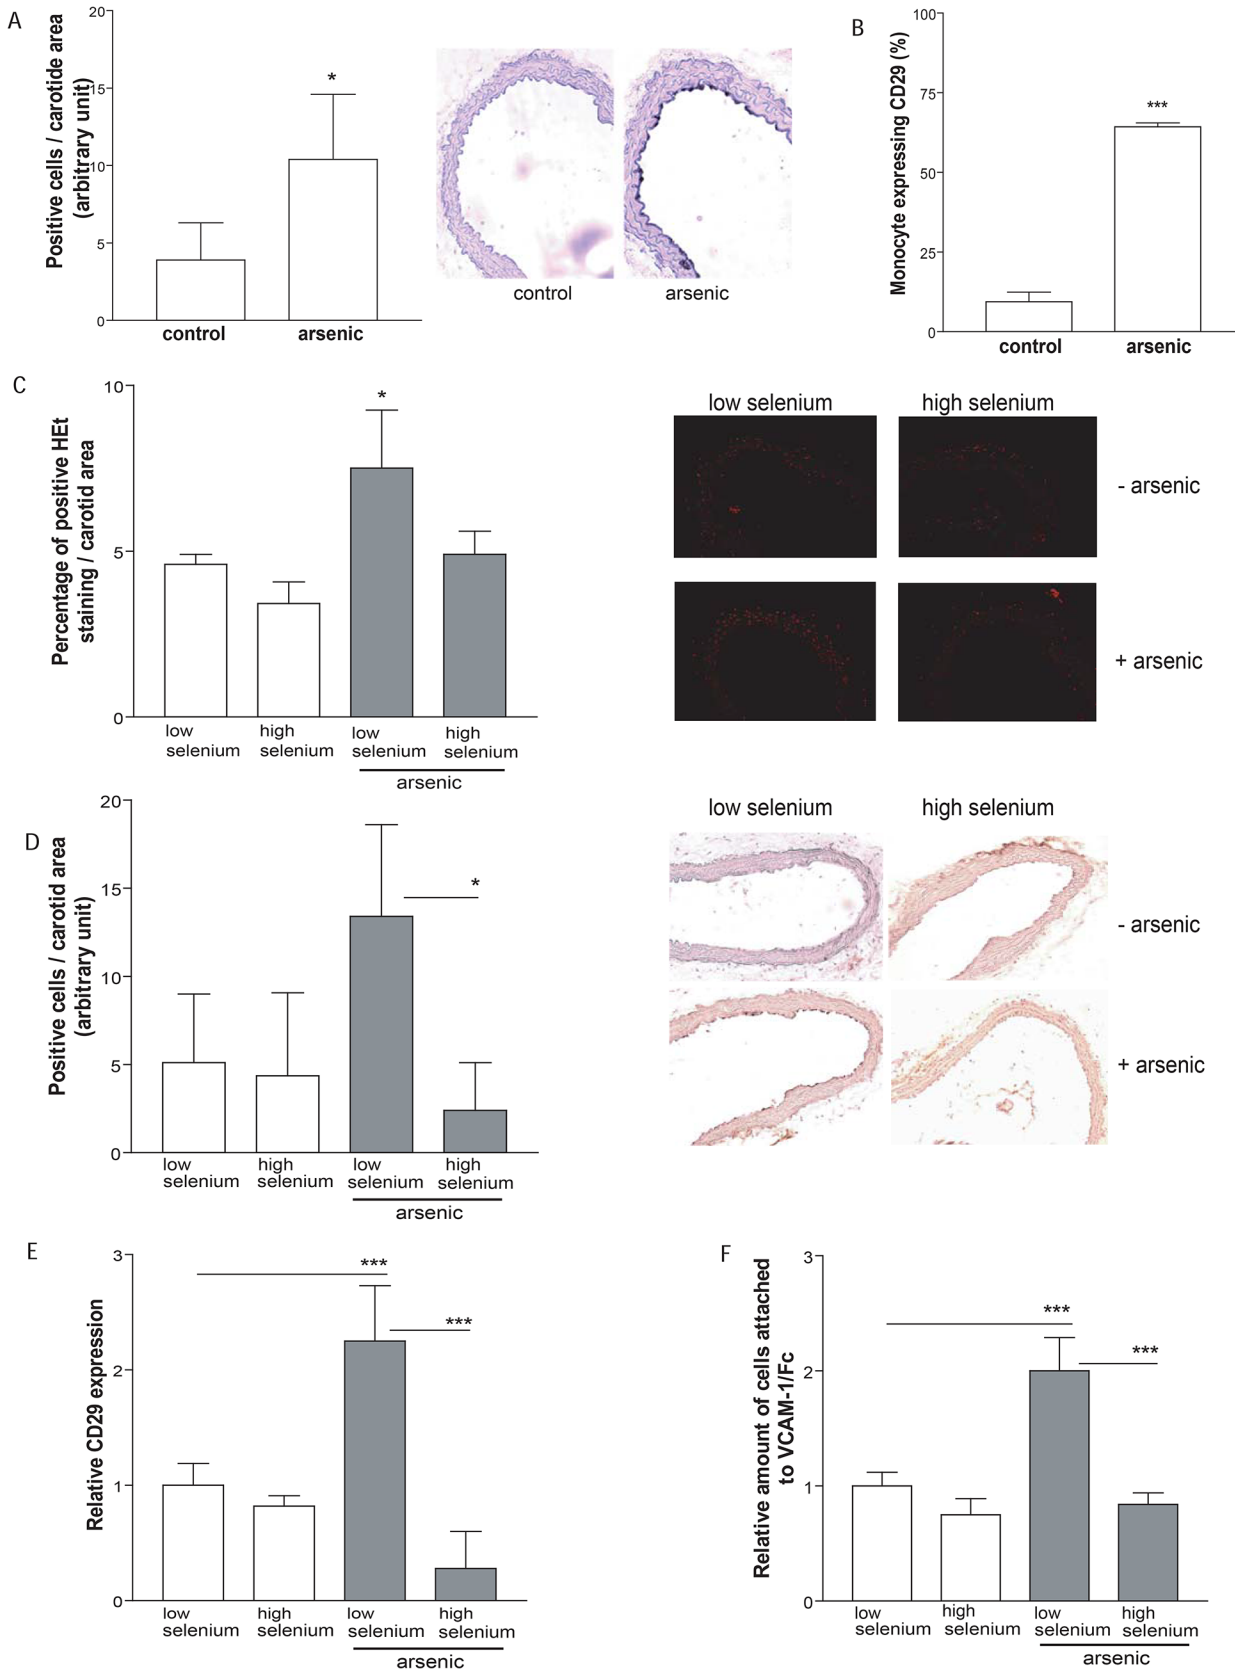 A
Positive cells / carotide area
(arbitrary unit)
20
15
10
5
0
*
control
arsenic
control
arsenic
B
Monocyte expressing CD29 (%)
100
75
50
25
0
***
control
arsenic
C
Percentage of positive HEt
staining / carotid area
10
5
0
*
low
selenium
high
selenium
low
selenium
high
selenium
arsenic
low selenium
high selenium
- arsenic
+ arsenic
D
Positive cells / carotid area
(arbitrary unit)
20
15
10
5
0
*
low
selenium
high
selenium
low
selenium
high
selenium
arsenic
low selenium
high selenium
- arsenic
+ arsenic
E
Relative CD29 expression
3
2
1
0
***
***
low
selenium
high
selenium
low
selenium
high
selenium
arsenic
F
Relative amount of cells attached
to VCAM-1/Fc
3
2
1
0
***
***
low
selenium
high
selenium
low
selenium
high
selenium
arsenic